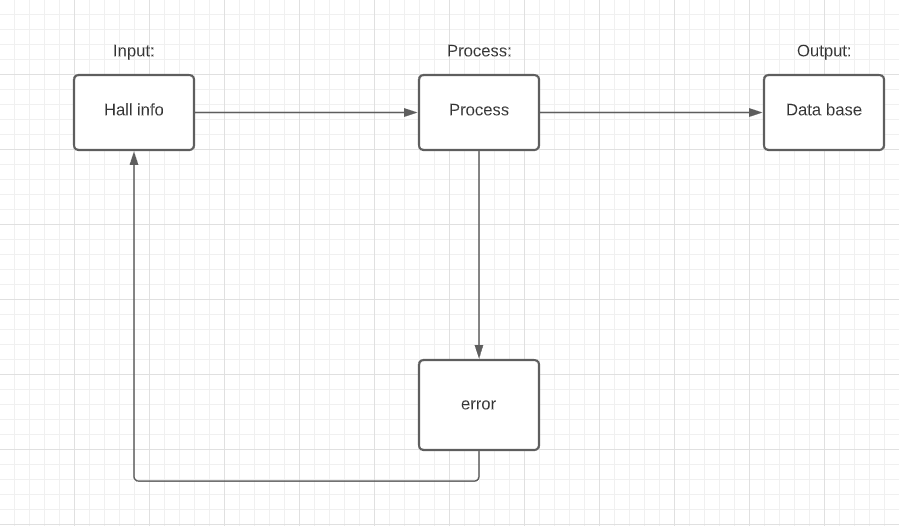 Input:
Process:
Output:
Hall info
Process
Data base
error